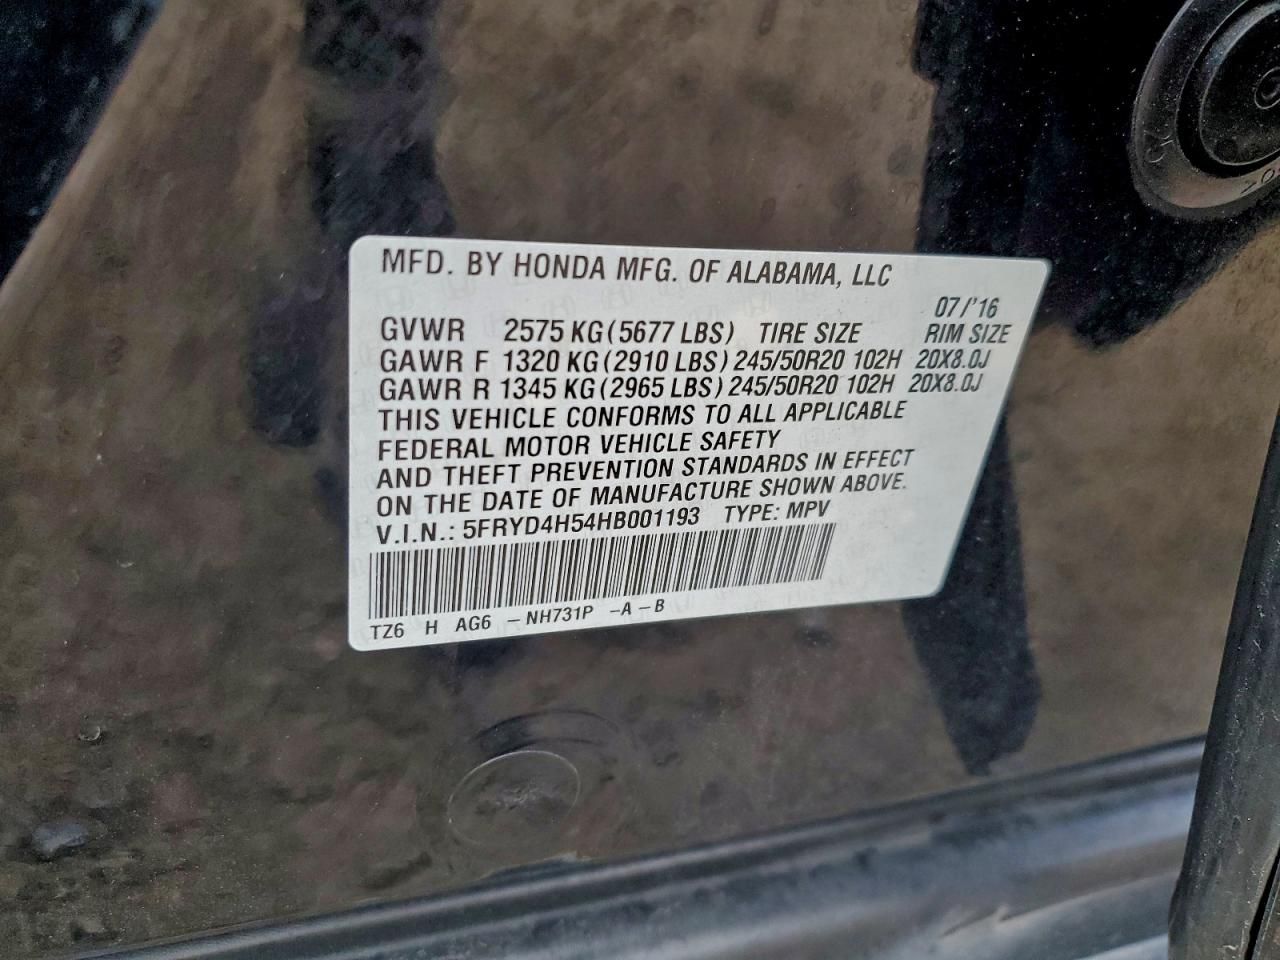 MFD. BY HONDA MFG. OF ALABAMA, LLC
07/'16
GVWR 2575 KG (5677 LBS) TIRE SIZE RIM SIZE
GAWR F 1320 KG (2910 LBS) 245/50R20 102H 20X8.0J
GAWR R 1345 KG (2965 LBS) 245/50R20 102H 20X8.0J
THIS VEHICLE CONFORMS TO ALL APPLICABLE
FEDERAL MOTOR VEHICLE SAFETY
AND THEFT PREVENTION STANDARDS IN EFFECT
ON THE DATE OF MANUFACTURE SHOWN ABOVE.
V.I.N.: 5FRYD4H54HB001193 TYPE: MPV
TZ6 H AG6 – NH731P –A – B